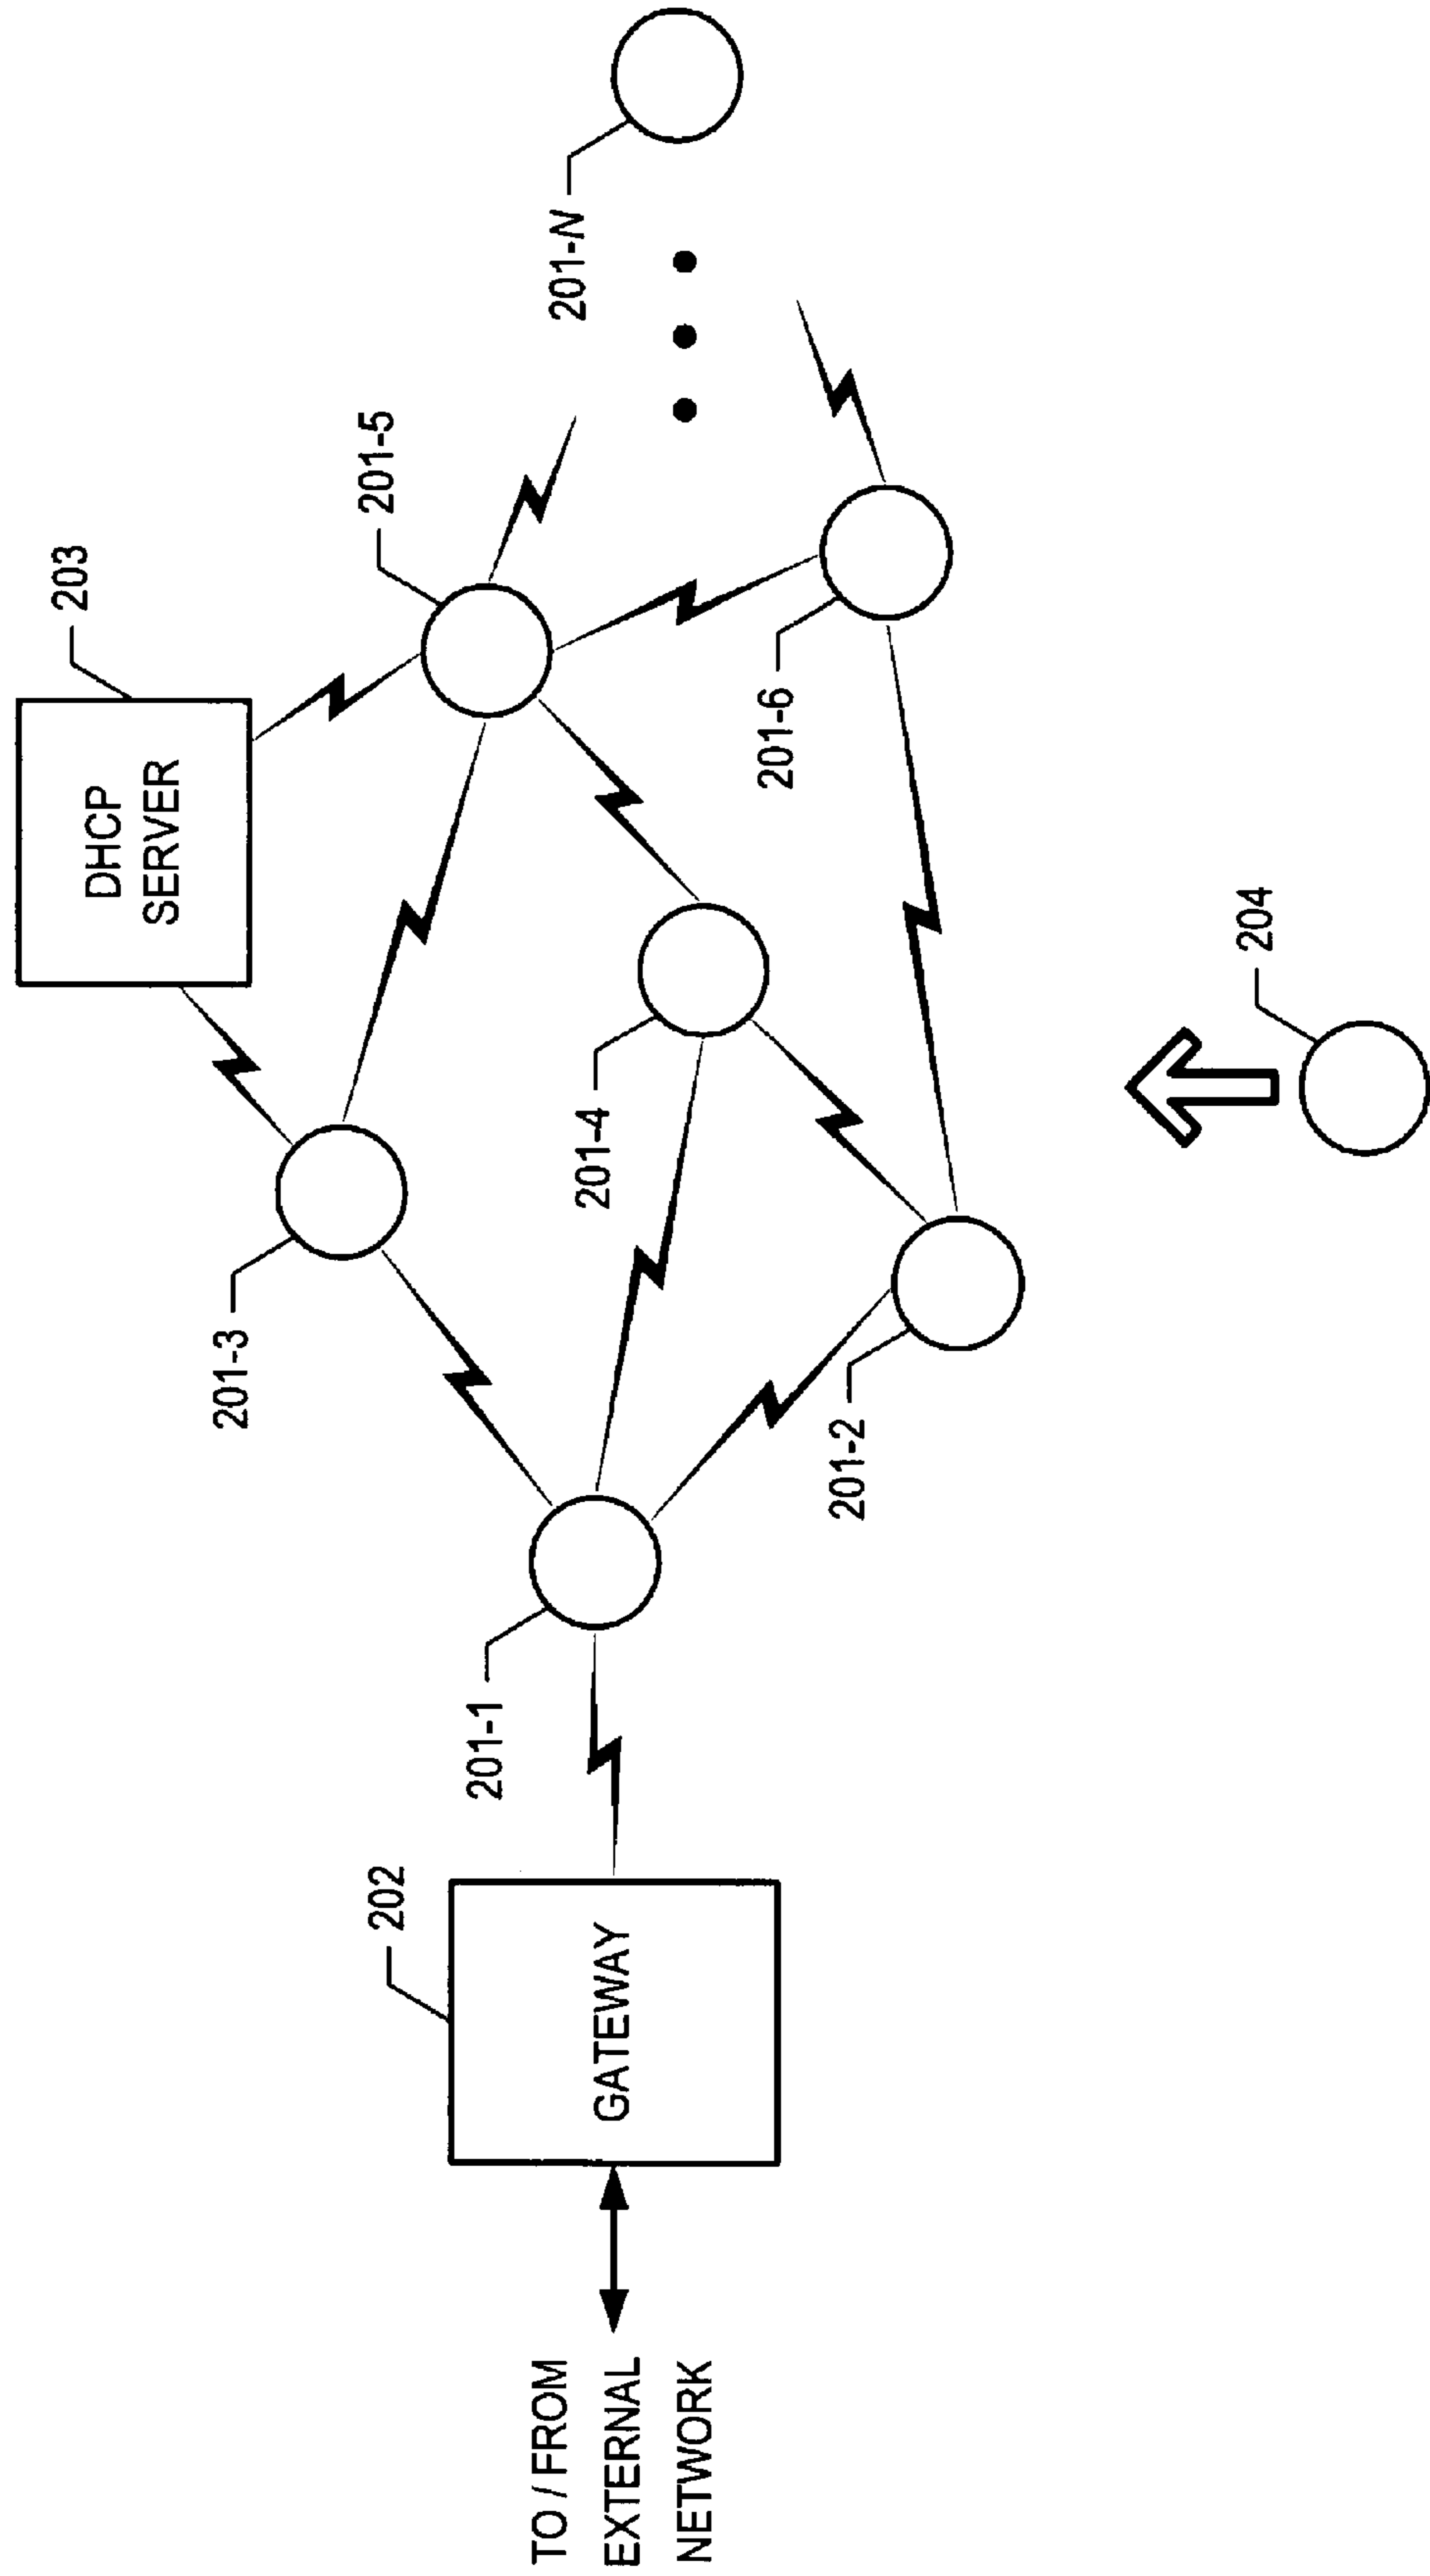 203
DHCP
SERVER
201-5
201-N
201-3
201-4
201-6
201-1
201-2
202
GATEWAY
TO / FROM
EXTERNAL
NETWORK
204